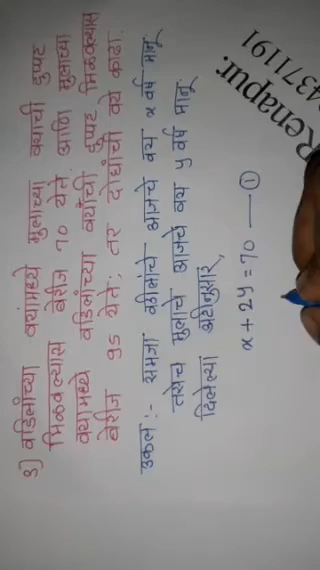 3) वडिलांच्या वयामध्ये मुलाच्या वयाची दुप्पट
मिळवल्यास बेरीज 70 येते आणि मुलाच्या
वयामध्ये वडिलांच्या वयाची दुप्पट मिळवल्यास
बेरीज 95 येते; तर दोघांची वये काढा.
उकल :- समजा वडीलांचे आजचे वय x वर्ष मानू
तसेच मुलाचे आजचे वय y वर्ष मानू
दिलेल्या अटीनुसार,
x + 2y = 70 — ①
Renapur.
4371191